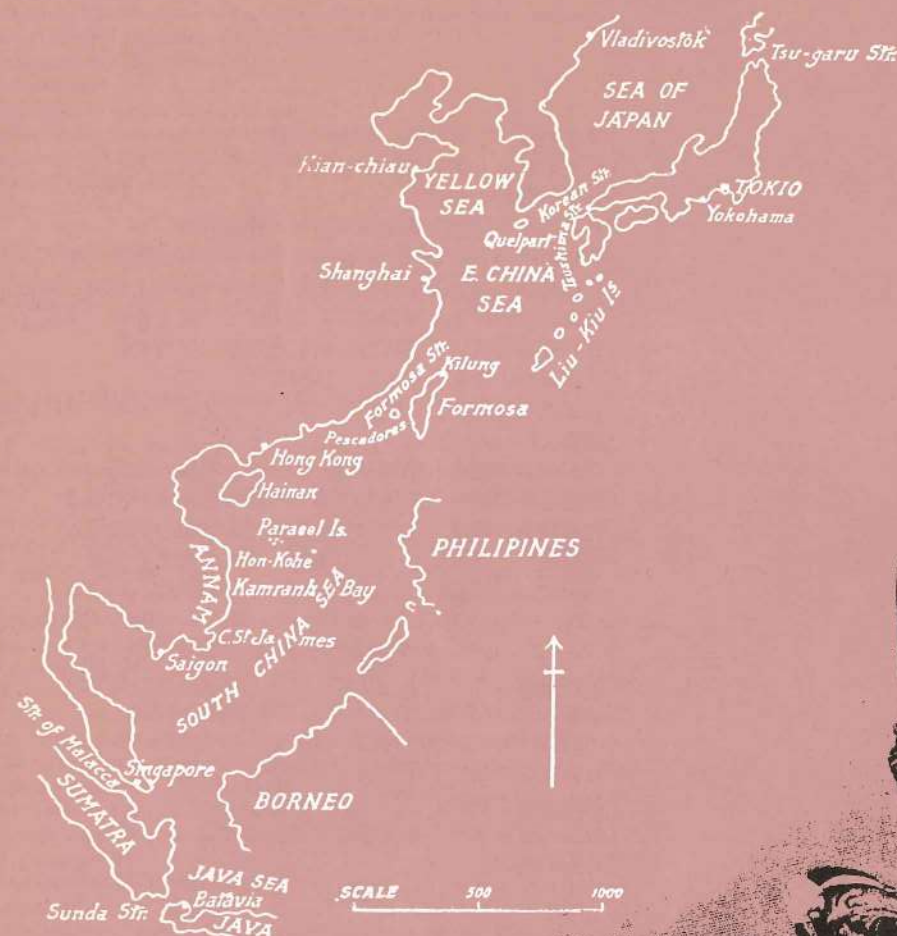 Vladivostok
Tsu-garu Str.
SEA OF
JAPAN
Kian-chiau
YELLOW
SEA
Korean Str.
TOKIO
Yokohama
Quelpart
Tsushima Str.
Shanghai
E. CHINA
SEA
Liu-Kiu Is
Formosa Str.
Kilung
Formosa
Pescadores
Hong Kong
Hainan
Paracel Is.
PHILIPINES
ANNAM
Hon-Kohe
Kamranh Bay
C. St James
Saigon
SOUTH CHINA SEA
Str. of Malacca
Singapore
SUMATRA
BORNEO
JAVA SEA
Batavia
Sunda Str.
JAVA
SCALE 500 1000